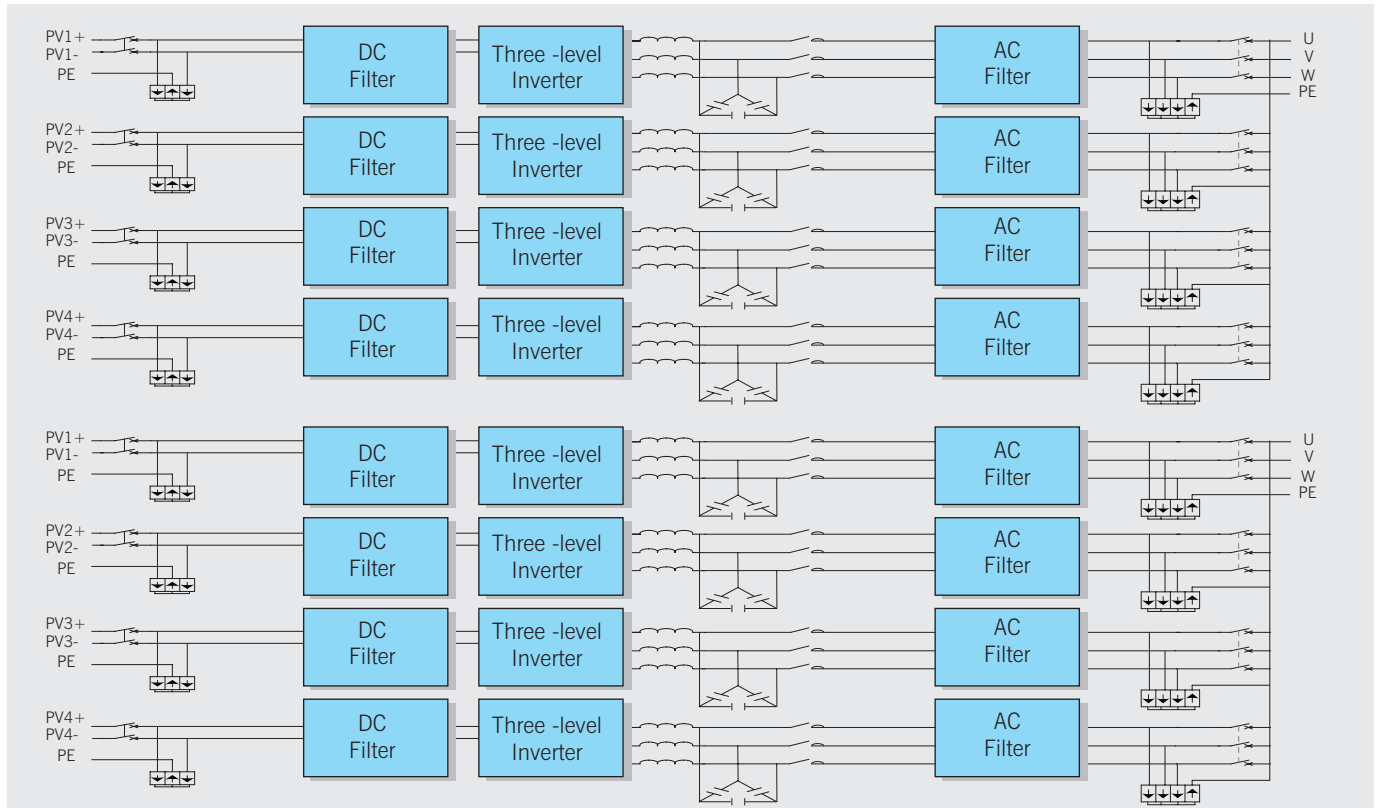 PV1+
PV1-
PE
DC
Filter
Three -level
Inverter
AC
Filter
U
V
W
PE
PV2+
PV2-
PE
DC
Filter
Three -level
Inverter
AC
Filter
PV3+
PV3-
PE
DC
Filter
Three -level
Inverter
AC
Filter
PV4+
PV4-
PE
DC
Filter
Three -level
Inverter
AC
Filter
PV1+
PV1-
PE
DC
Filter
Three -level
Inverter
AC
Filter
U
V
W
PE
PV2+
PV2-
PE
DC
Filter
Three -level
Inverter
AC
Filter
PV3+
PV3-
PE
DC
Filter
Three -level
Inverter
AC
Filter
PV4+
PV4-
PE
DC
Filter
Three -level
Inverter
AC
Filter